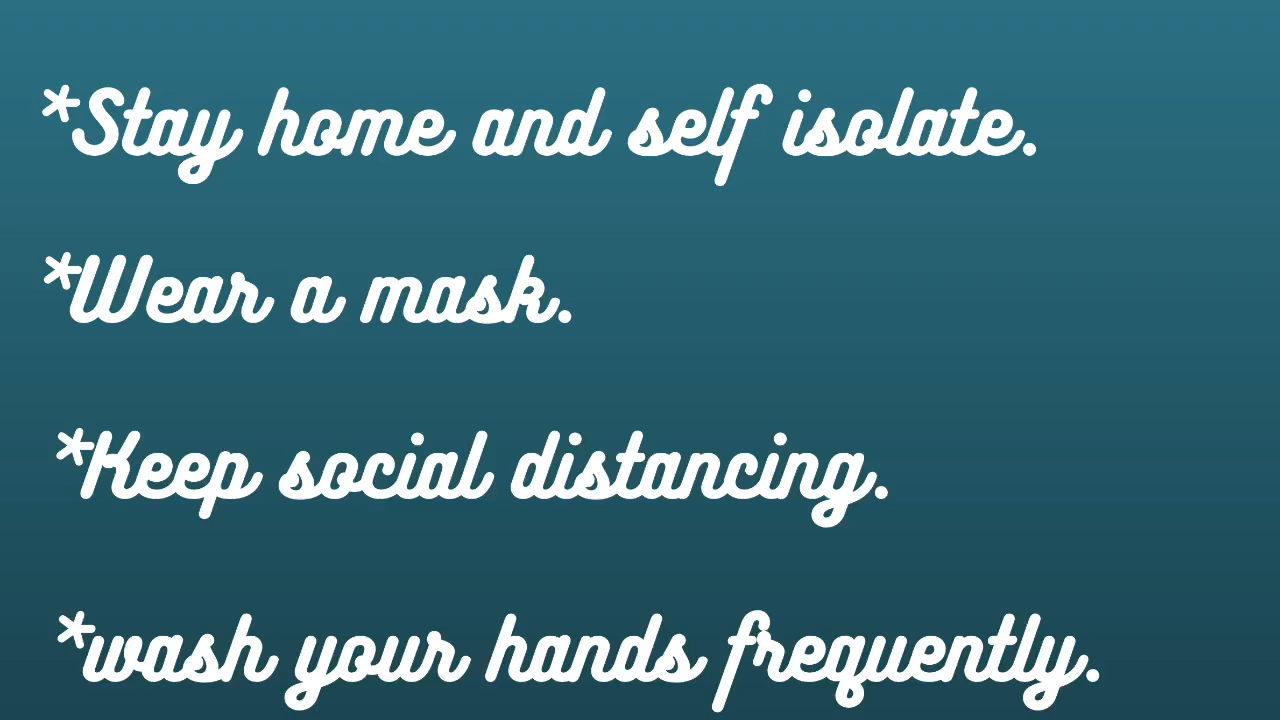 *Stay home and self isolate.
*Wear a mask.
*Keep social distancing.
*wash your hands frequently.